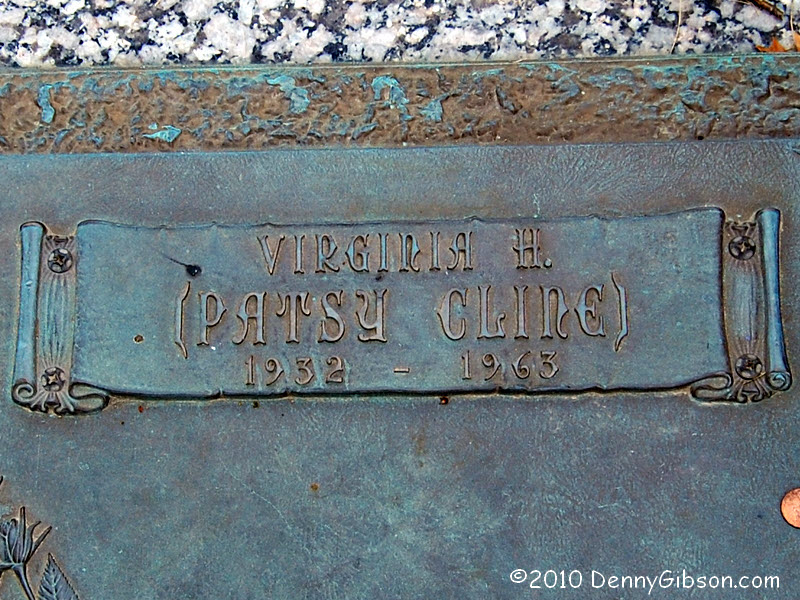 VIRGINIA H.
(PATSY CLINE)
1932 - 1963
©2010 DennyGibson.com